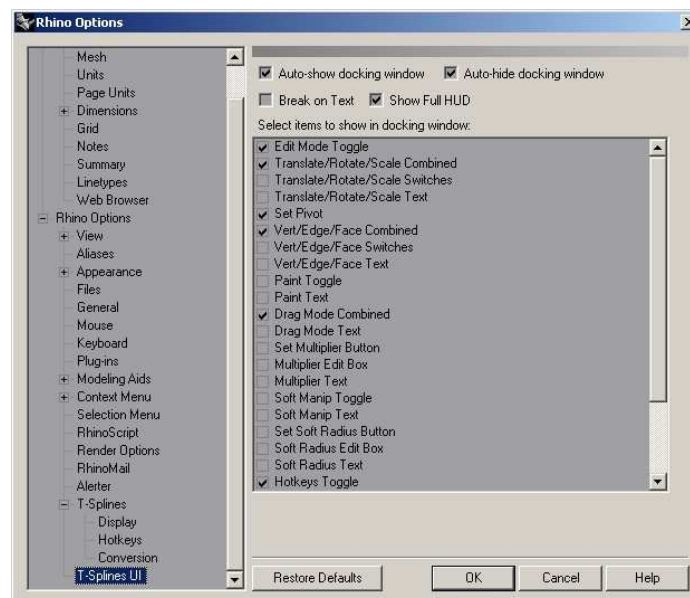 Rhino Options
Mesh
Units
Page Units
Dimensions
Grid
Notes
Summary
Linetypes
Web Browser
Rhino Options
View
Aliases
Appearance
Files
General
Mouse
Keyboard
Plug-ins
Modeling Aids
Context Menu
Selection Menu
RhinoScript
Render Options
RhinoMail
Alerter
T-Splines
Display
Hotkeys
Conversion
T-Splines UI
Auto-show docking window Auto-hide docking window
Break on Text Show Full HUD
Select items to show in docking window:
Edit Mode Toggle
Translate/Rotate/Scale Combined
Translate/Rotate/Scale Switches
Translate/Rotate/Scale Text
Set Pivot
Vert/Edge/Face Combined
Vert/Edge/Face Switches
Vert/Edge/Face Text
Paint Toggle
Paint Text
Drag Mode Combined
Drag Mode Text
Set Multiplier Button
Multiplier Edit Box
Multiplier Text
Soft Manip Toggle
Soft Manip Text
Set Soft Radius Button
Soft Radius Edit Box
Soft Radius Text
Hotkeys Toggle
Restore Defaults OK Cancel Help